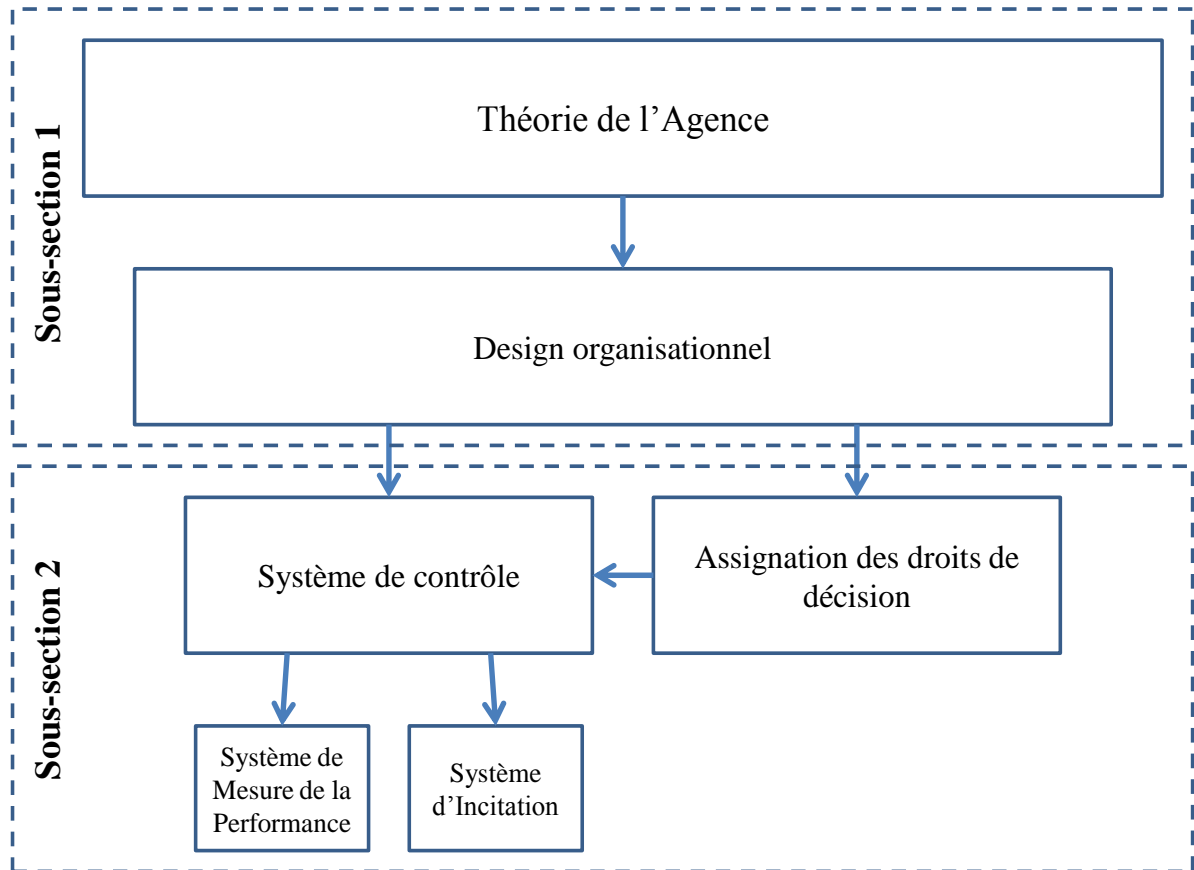 Sous-section 1
Théorie de l’Agence
Design organisationnel
Sous-section 2
Système de contrôle
Assignation des droits de
décision
Système de
Mesure de la
Performance
Système
d’Incitation